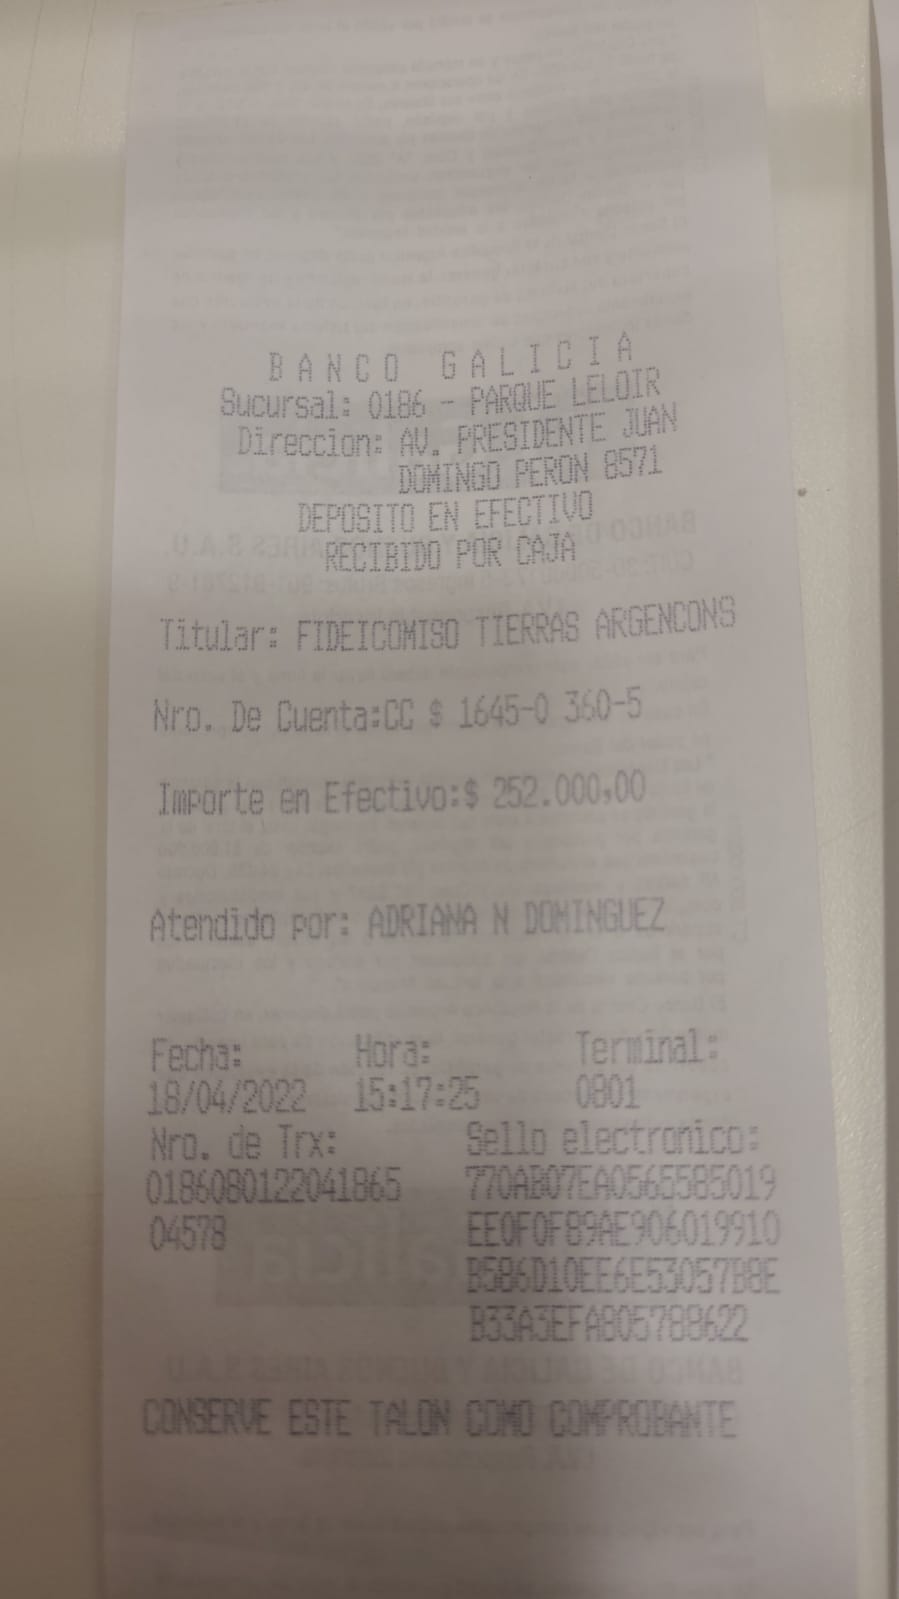 BANCO GALICIA
Sucursal: 0186 - PARQUE LELOIR
Direccion: AV. PRESIDENTE JUAN
DOMINGO PERON 8571
DEPOSITO EN EFECTIVO
RECIBIDO POR CAJA
Titular: FIDEICOMISO TIERRAS ARGENCONS
Nro. De Cuenta:CC $ 1645-0 360-5
Importe en Efectivo:$ 252.000,00
Atendido por: ADRIANA N DOMINGUEZ
Fecha: Hora: Terminal:
18/04/2022 15:17:25 0801
Nro. de Trx: Sello electronico:
0186080122041865 770AB07EA0565585019
04578 EE0F0F89AE906019910
B586D10EE6E53057B8E
B33A3EFA805788622
CONSERVE ESTE TALON COMO COMPROBANTE